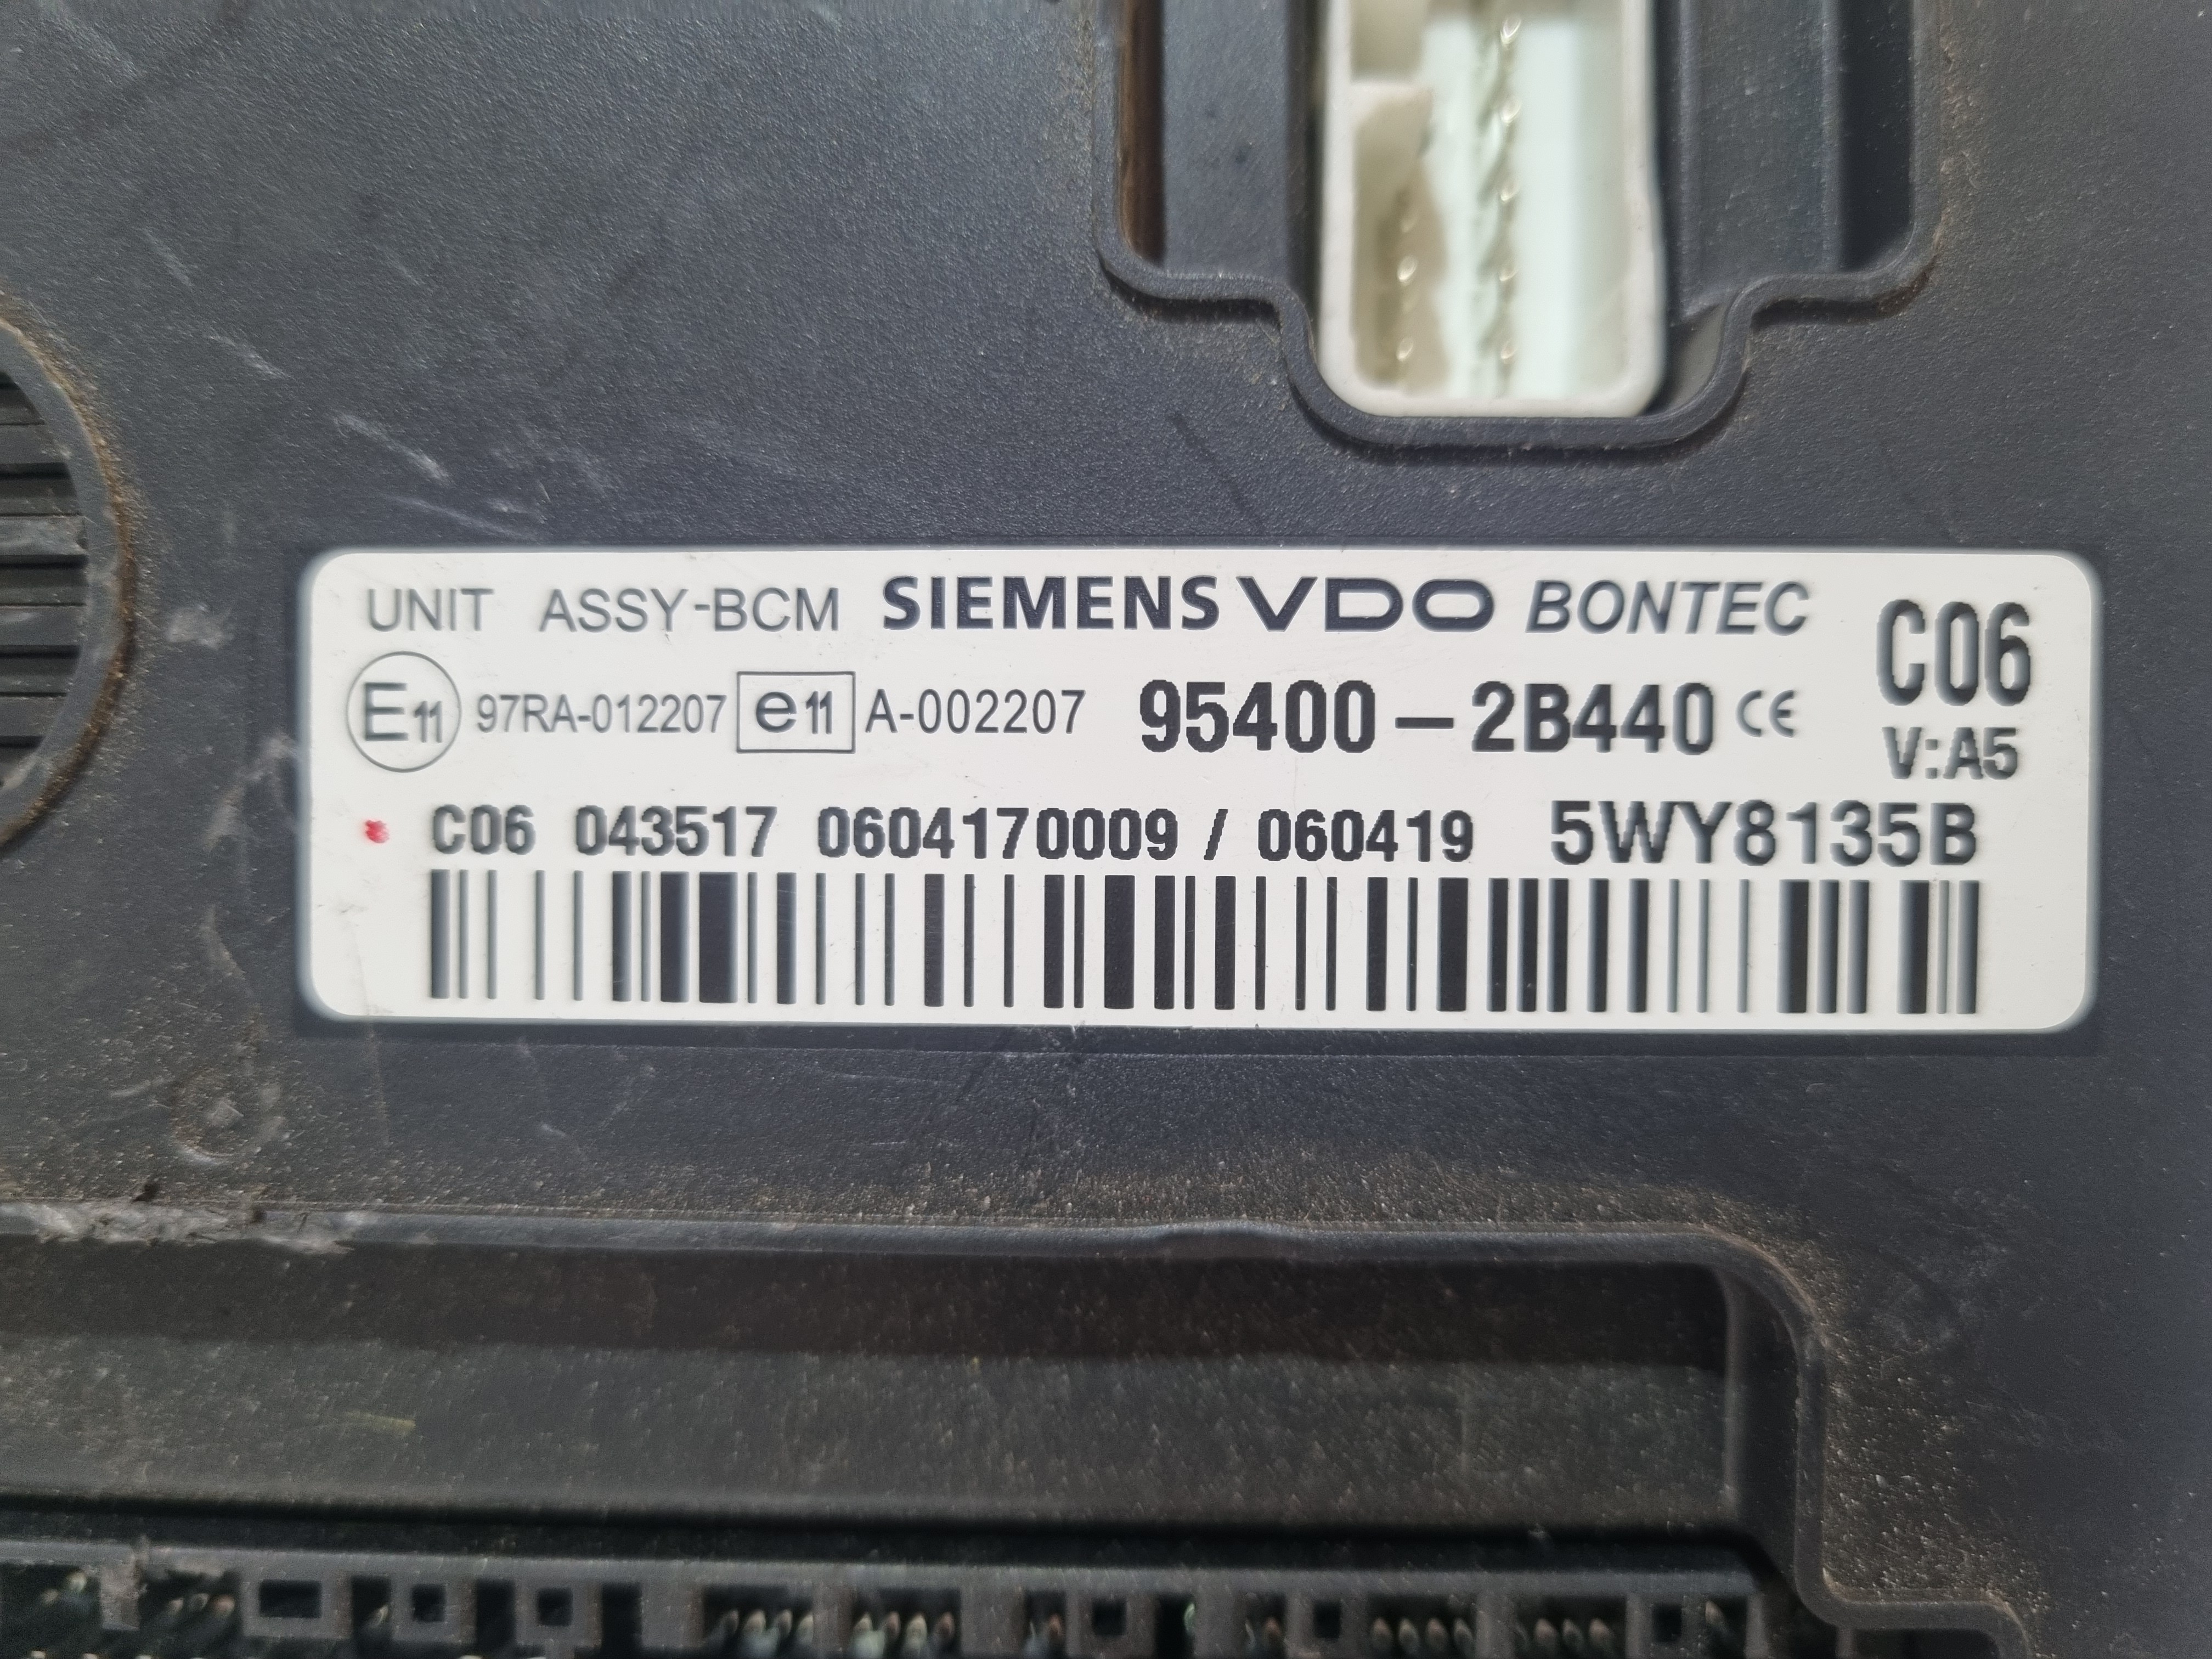 UNIT ASSY-BCM SIEMENS VDO BONTEC C06
E11 97RA-012207 e11 A-002207 95400-2B440 CE V:A5
C06 043517 0604170009 / 060419 5WY8135B